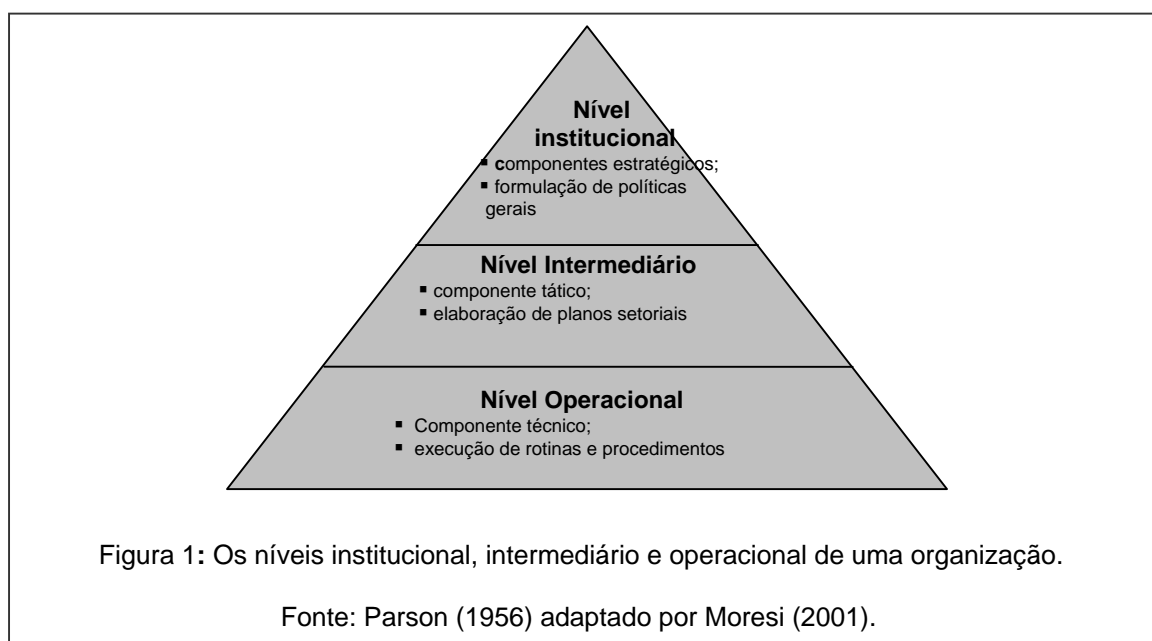 Nível
institucional
▪ componentes estratégicos;
▪ formulação de políticas
gerais
Nível Intermediário
▪ componente tático;
▪ elaboração de planos setoriais
Nível Operacional
▪ Componente técnico;
▪ execução de rotinas e procedimentos
Figura 1: Os níveis institucional, intermediário e operacional de uma organização.
Fonte: Parson (1956) adaptado por Moresi (2001).